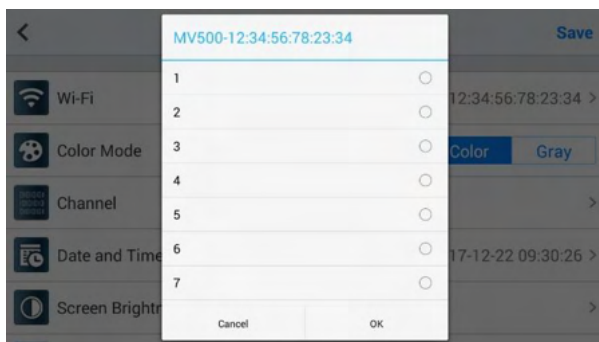 Save
MV500-12:34:56:78:23:34
Wi-Fi
12:34:56:78:23:34 >
Color Mode
Color Gray
Channel
>
Date and Time
17-12-22 09:30:26 >
Screen Brightr
1
2
3
4
5
6
7
Cancel OK